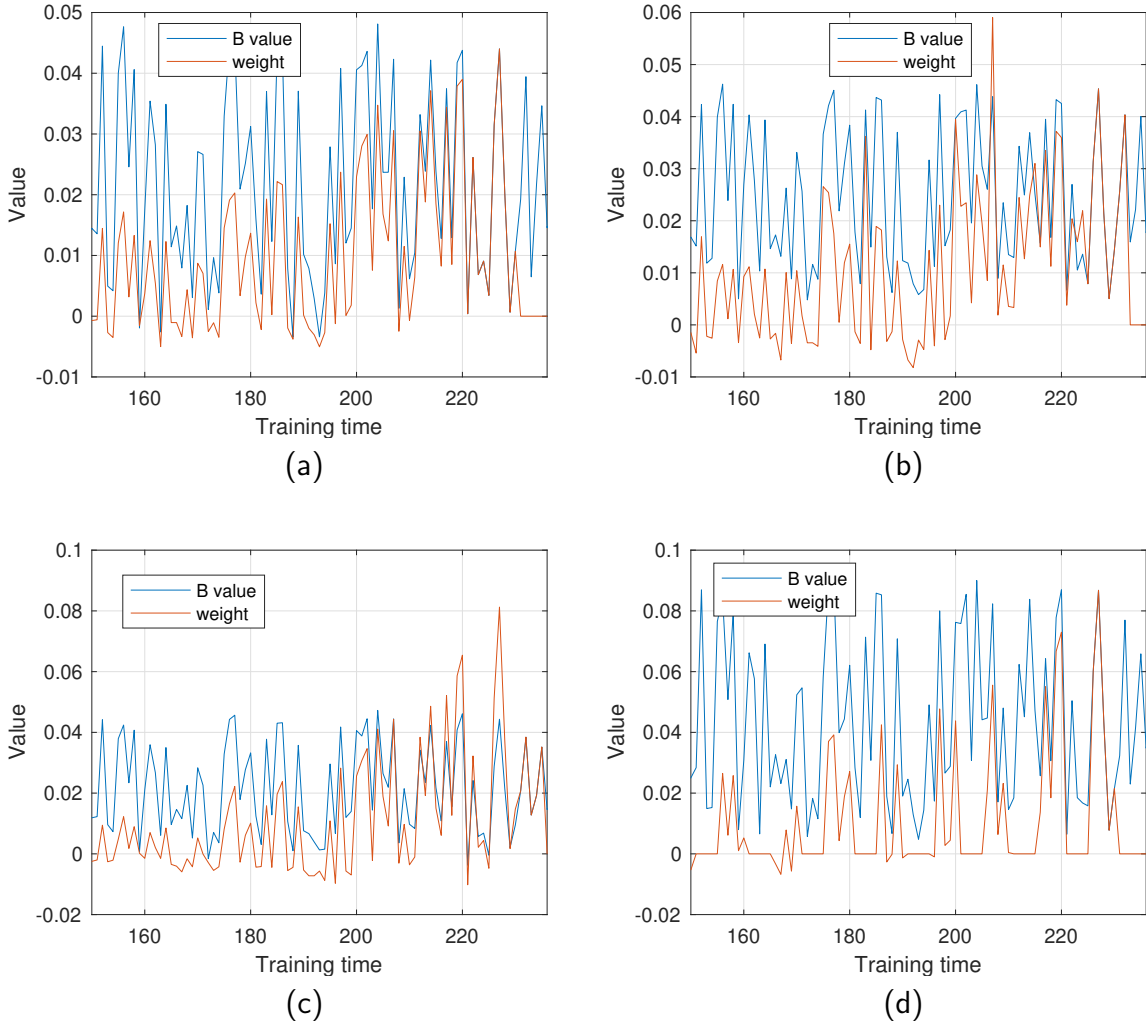 0.05
0.04
0.03
0.02
0.01
0
-0.01
Value
B value
weight
160
180
200
220
Training time
(a)
0.06
0.05
0.04
0.03
0.02
0.01
0
-0.01
Value
B value
weight
160
180
200
220
Training time
(b)
0.1
0.08
0.06
0.04
0.02
0
-0.02
Value
B value
weight
160
180
200
220
Training time
(c)
0.1
0.08
0.06
0.04
0.02
0
-0.02
Value
B value
weight
160
180
200
220
Training time
(d)